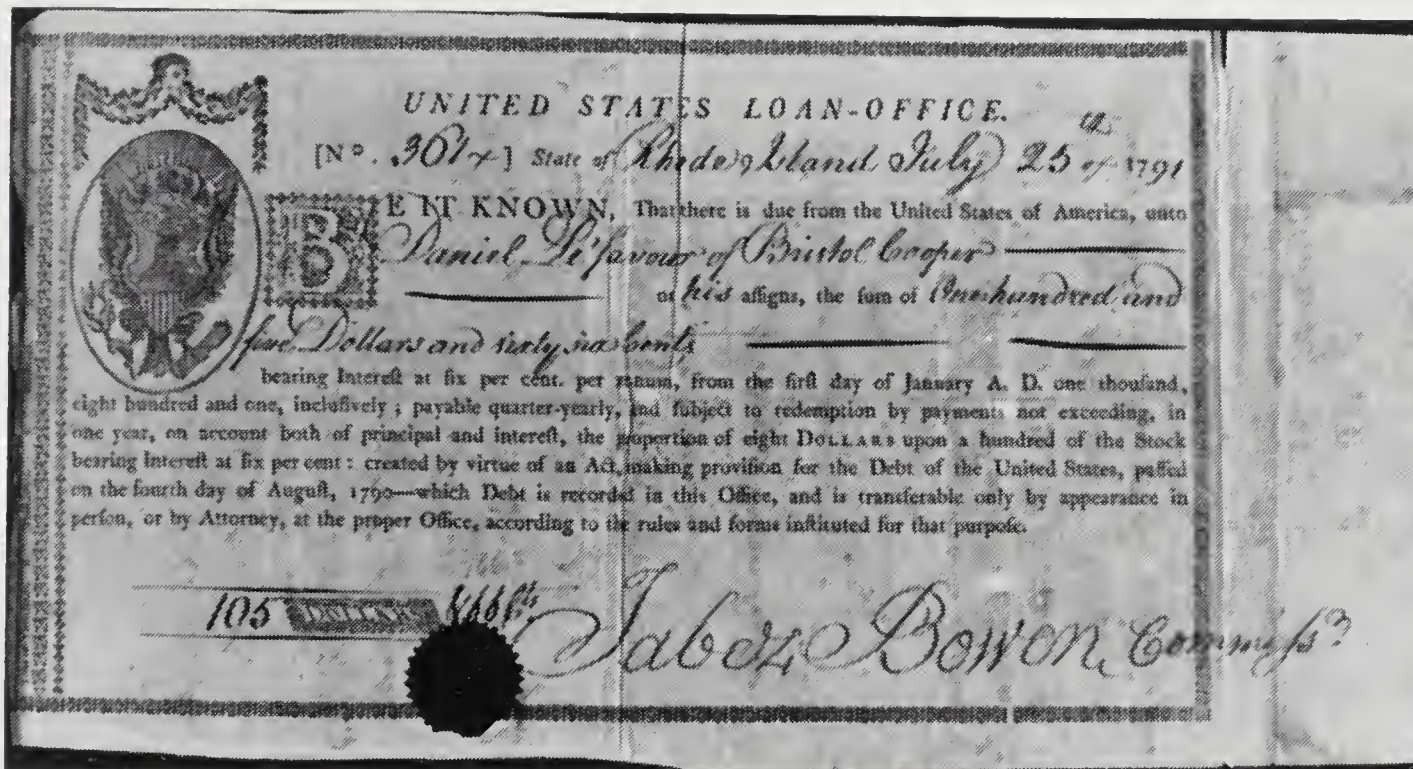 UNITED STATES LOAN-OFFICE.
[No. 3614] State of Rhode Island July 25th 1791
BE IT KNOWN, That there is due from the United States of America, unto
Daniel Lefavour of Bristol Cooper
or his aſſigns, the ſum of One hundred and
five Dollars and sixty six Cents
bearing Intereſt at ſix per cent. per annum, from the firſt day of January A. D. one thouſand,
eight hundred and one, incluſively; payable quarter-yearly, and ſubject to redemption by payments not exceeding, in
one year, on account both of principal and intereſt, the proportion of eight DOLLARS upon a hundred of the Stock
bearing Intereſt at ſix per cent: created by virtue of an Act, making proviſion for the Debt of the United States, paſſed
on the fourth day of Auguſt, 1790—which Debt is recorded in this Office, and is transferable only by appearance in
perſon, or by Attorney, at the proper Office, according to the rules and forms inſtituted for that purpoſe.
105 DOLLARS &66Cts
Jabez Bowen, Commissr